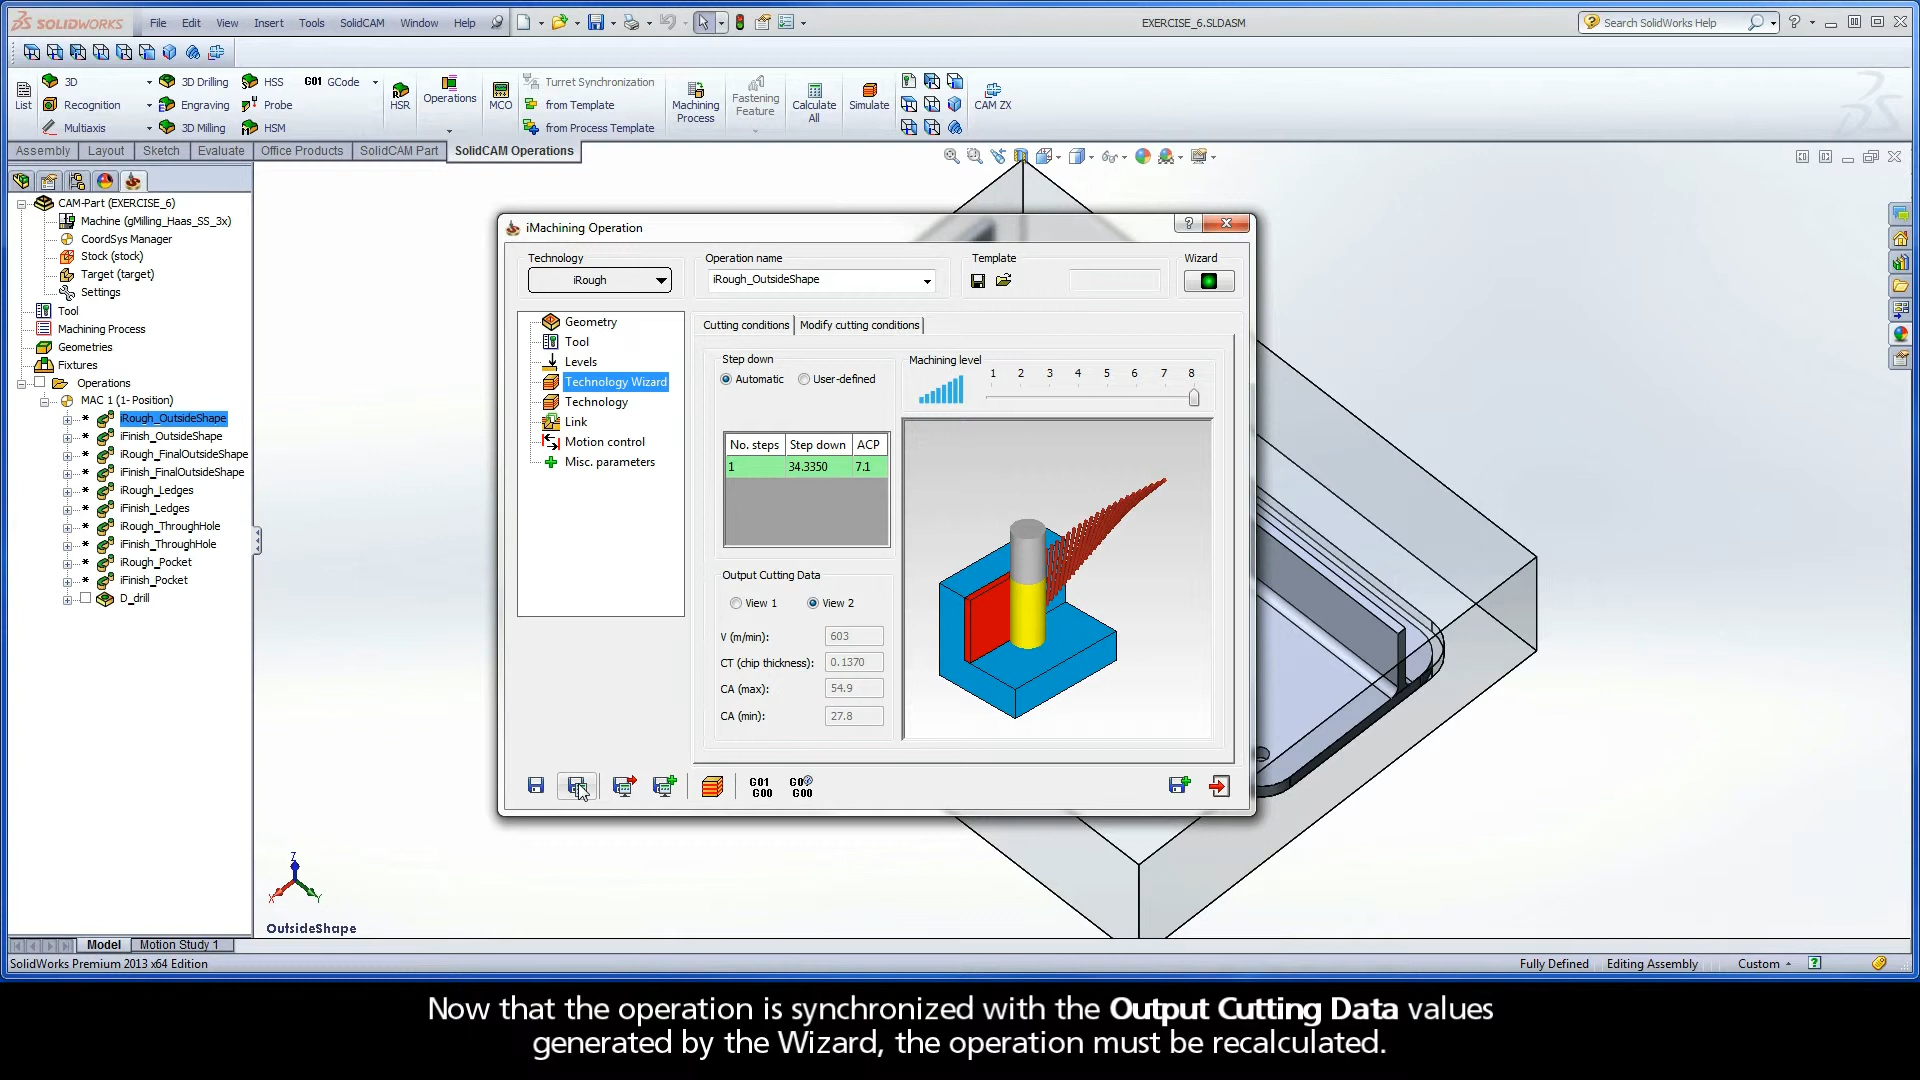 SOLIDWORKS File Edit View Insert Tools SolidCAM Window Help EXERCISE_6.SLDASM Search SolidWorks Help
3D 3D Drilling HSS G01 GCode Turret Synchronization
List Recognition Engraving Probe HSR Operations MCO from Template Machining Process Fastening Feature Calculate All Simulate CAM ZX
Multiaxis 3D Milling HSM from Process Template
Assembly Layout Sketch Evaluate Office Products SolidCAM Part SolidCAM Operations
CAM-Part (EXERCISE_6)
Machine (gMilling_Haas_SS_3x)
CoordSys Manager
Stock (stock)
Target (target)
Settings
Tool
Machining Process
Geometries
Fixtures
Operations
MAC 1 (1- Position)
* iRough_OutsideShape
* iFinish_OutsideShape
* iRough_FinalOutsideShape
* iFinish_FinalOutsideShape
* iRough_Ledges
* iFinish_Ledges
* iRough_ThroughHole
* iFinish_ThroughHole
* iRough_Pocket
* iFinish_Pocket
D_drill
iMachining Operation
Technology Operation name Template Wizard
iRough iRough_OutsideShape
Geometry
Tool
Levels
Technology Wizard
Technology
Link
Motion control
Misc. parameters
Cutting conditions Modify cutting conditions
Step down Machining level
Automatic User-defined 1 2 3 4 5 6 7 8
No. steps Step down ACP
1 34.3350 7.1
Output Cutting Data
View 1 View 2
V (m/min): 603
CT (chip thickness): 0.1370
CA (max): 54.9
CA (min): 27.8
G01 G00 G0 G00
Z
X Y
OutsideShape
Model Motion Study 1
SolidWorks Premium 2013 x64 Edition Fully Defined Editing Assembly Custom
Now that the operation is synchronized with the Output Cutting Data values
generated by the Wizard, the operation must be recalculated.